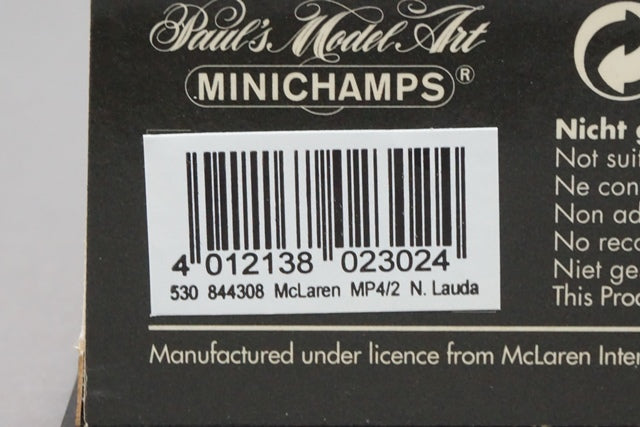 Paul's Model Art
MINICHAMPS®
4 012138 023024
530 844308 McLaren MP4/2 N. Lauda
Nicht
Not
Ne
Non
No
Niet
This
Manufactured under licence from McLaren